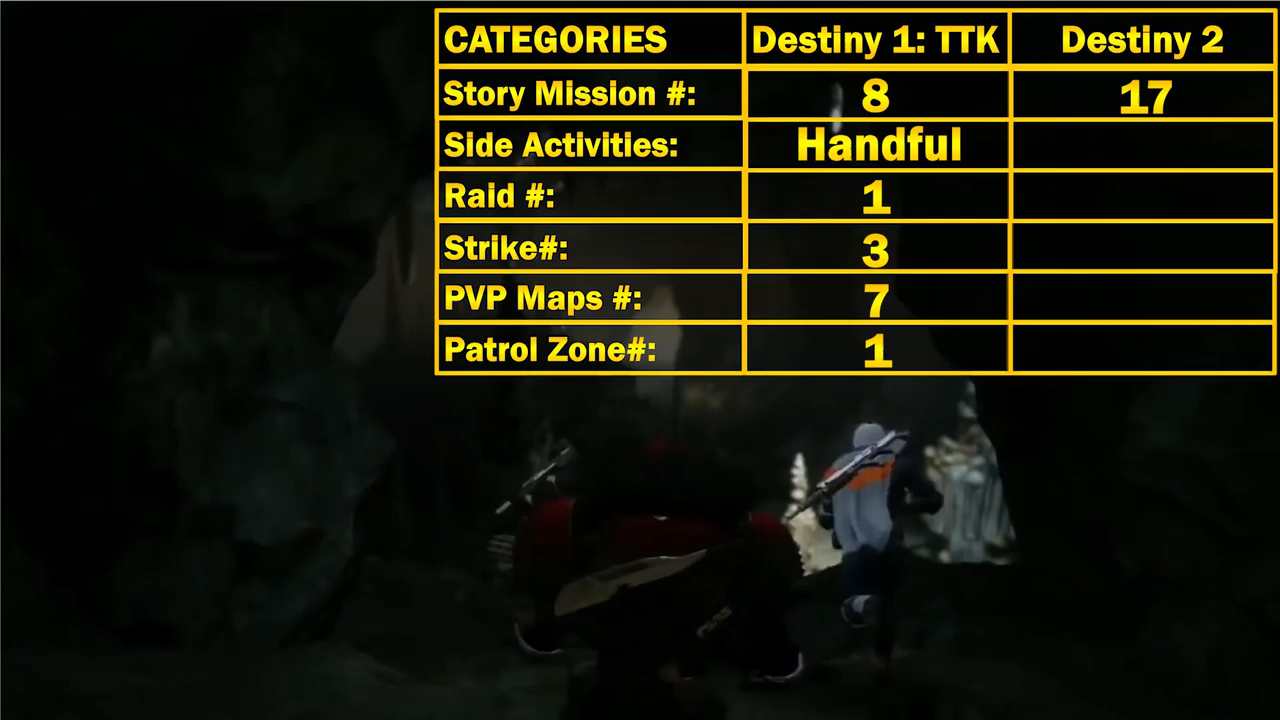 CATEGORIES Destiny 1: TTK Destiny 2
Story Mission #: 8 17
Side Activities: Handful
Raid #: 1
Strike#: 3
PVP Maps #: 7
Patrol Zone#: 1